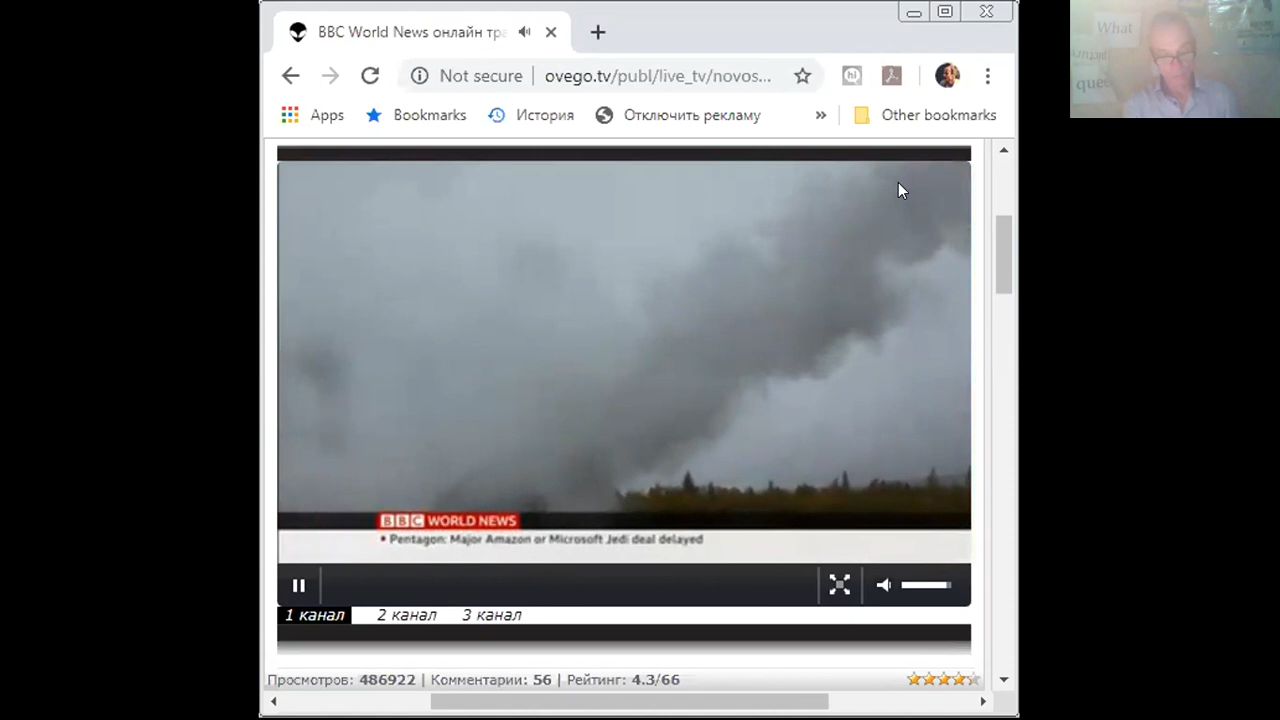 BBC World News онлайн тра
Not secure
ovego.tv/publ/live_tv/novos...
Apps
Bookmarks
История
Отключить рекламу
»
Other bookmarks
BBC WORLD NEWS
• Pentagon: Major Amazon or Microsoft Jedi deal delayed
1 канал 2 канал 3 канал
Просмотров: 486922 | Комментарии: 56 | Рейтинг: 4.3/66
What